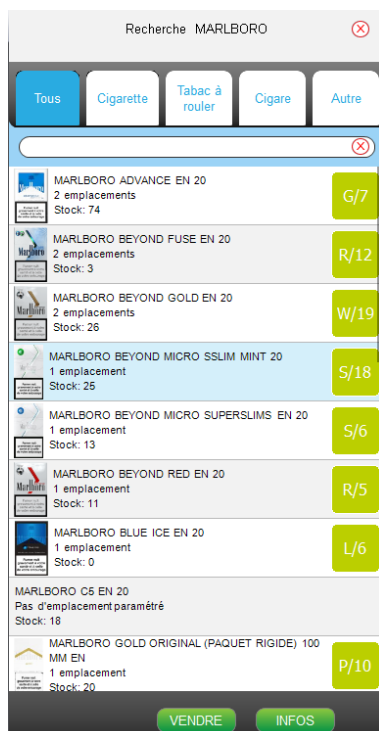 Recherche MARLBORO
Tous
Cigarette
Tabac à
rouler
Cigare
Autre
MARLBORO ADVANCE EN 20
2 emplacements
Stock: 74
G/7
MARLBORO BEYOND FUSE EN 20
2 emplacements
Stock: 3
R/12
Marlboro
MARLBORO BEYOND GOLD EN 20
2 emplacements
Stock: 26
W/19
Marlboro
MARLBORO BEYOND MICRO SSLIM MINT 20
1 emplacement
Stock: 25
S/18
MARLBORO BEYOND MICRO SUPERSLIMS EN 20
1 emplacement
Stock: 13
S/6
MARLBORO BEYOND RED EN 20
1 emplacement
Stock: 11
R/5
Marlboro
MARLBORO BLUE ICE EN 20
1 emplacement
Stock: 0
L/6
MARLBORO C5 EN 20
Pas d'emplacement paramétré
Stock: 18
MARLBORO GOLD ORIGINAL (PAQUET RIGIDE) 100
MM EN
1 emplacement
Stock: 20
P/10
VENDRE
INFOS